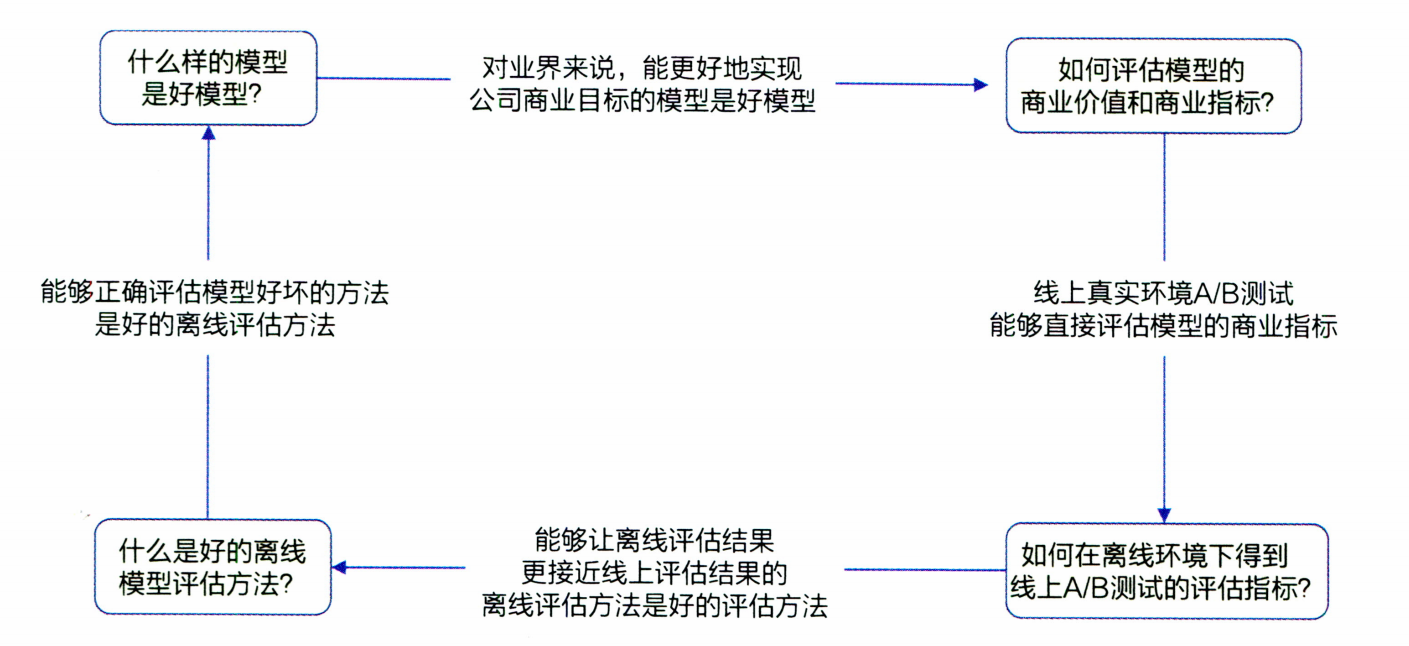 什么样的模型
是好模型?
对业界来说，能更好地实现
公司商业目标的模型是好模型
如何评估模型的
商业价值和商业指标?
能够正确评估模型好坏的方法
是好的离线评估方法
线上真实环境A/B测试
能够直接评估模型的商业指标
什么是好的离线
模型评估方法?
能够让离线评估结果
更接近线上评估结果的
离线评估方法是好的评估方法
如何在离线环境下得到
线上A/B测试的评估指标?